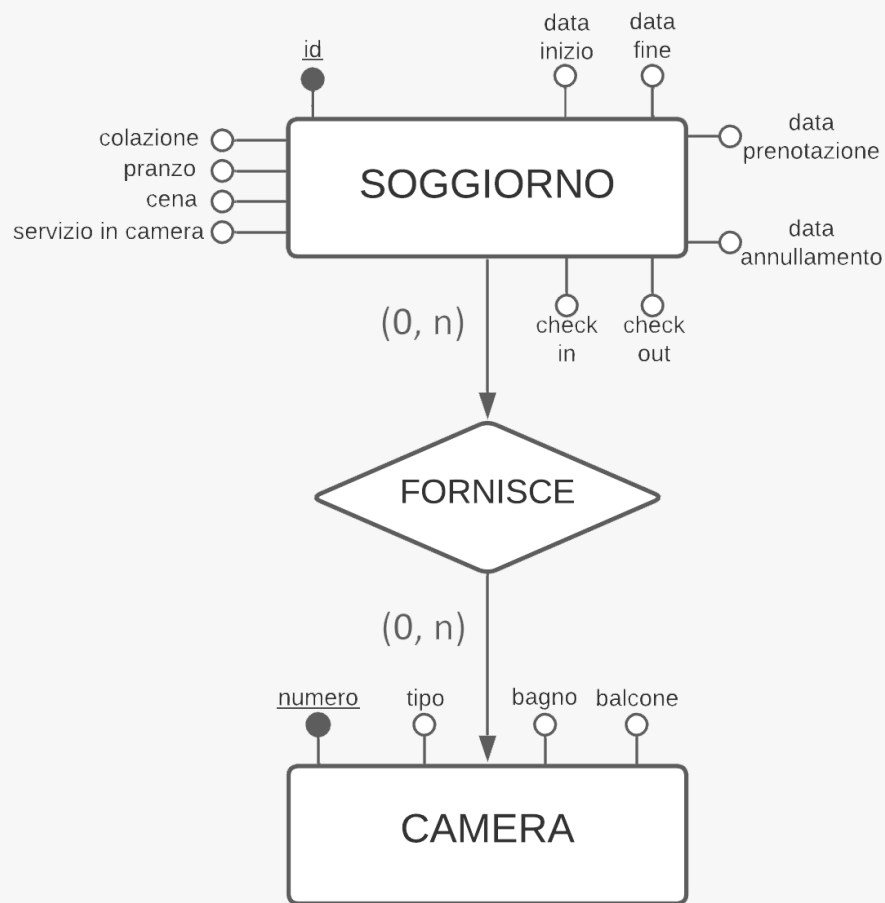 id
data
inizio
data
fine
colazione
pranzo
cena
servizio in camera
SOGGIORNO
data
prenotazione
data
annullamento
(0, n)
check
in
check
out
FORNISCE
(0, n)
numero
tipo
bagno
balcone
CAMERA